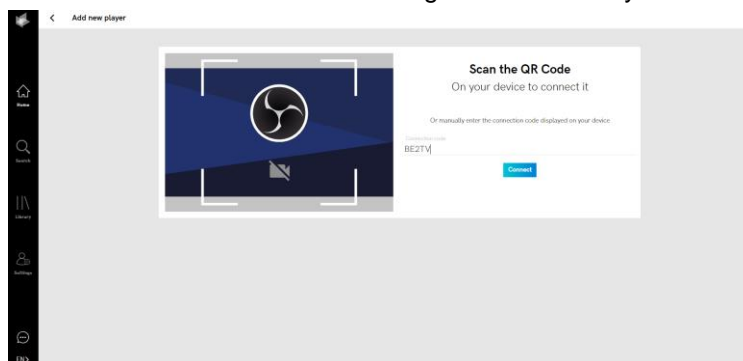 Add new player
Scan the QR Code
On your device to connect it
Or manually enter the connection code displayed on your device
Connection code
BE2TV
Connect
Home
Search
Library
Settings